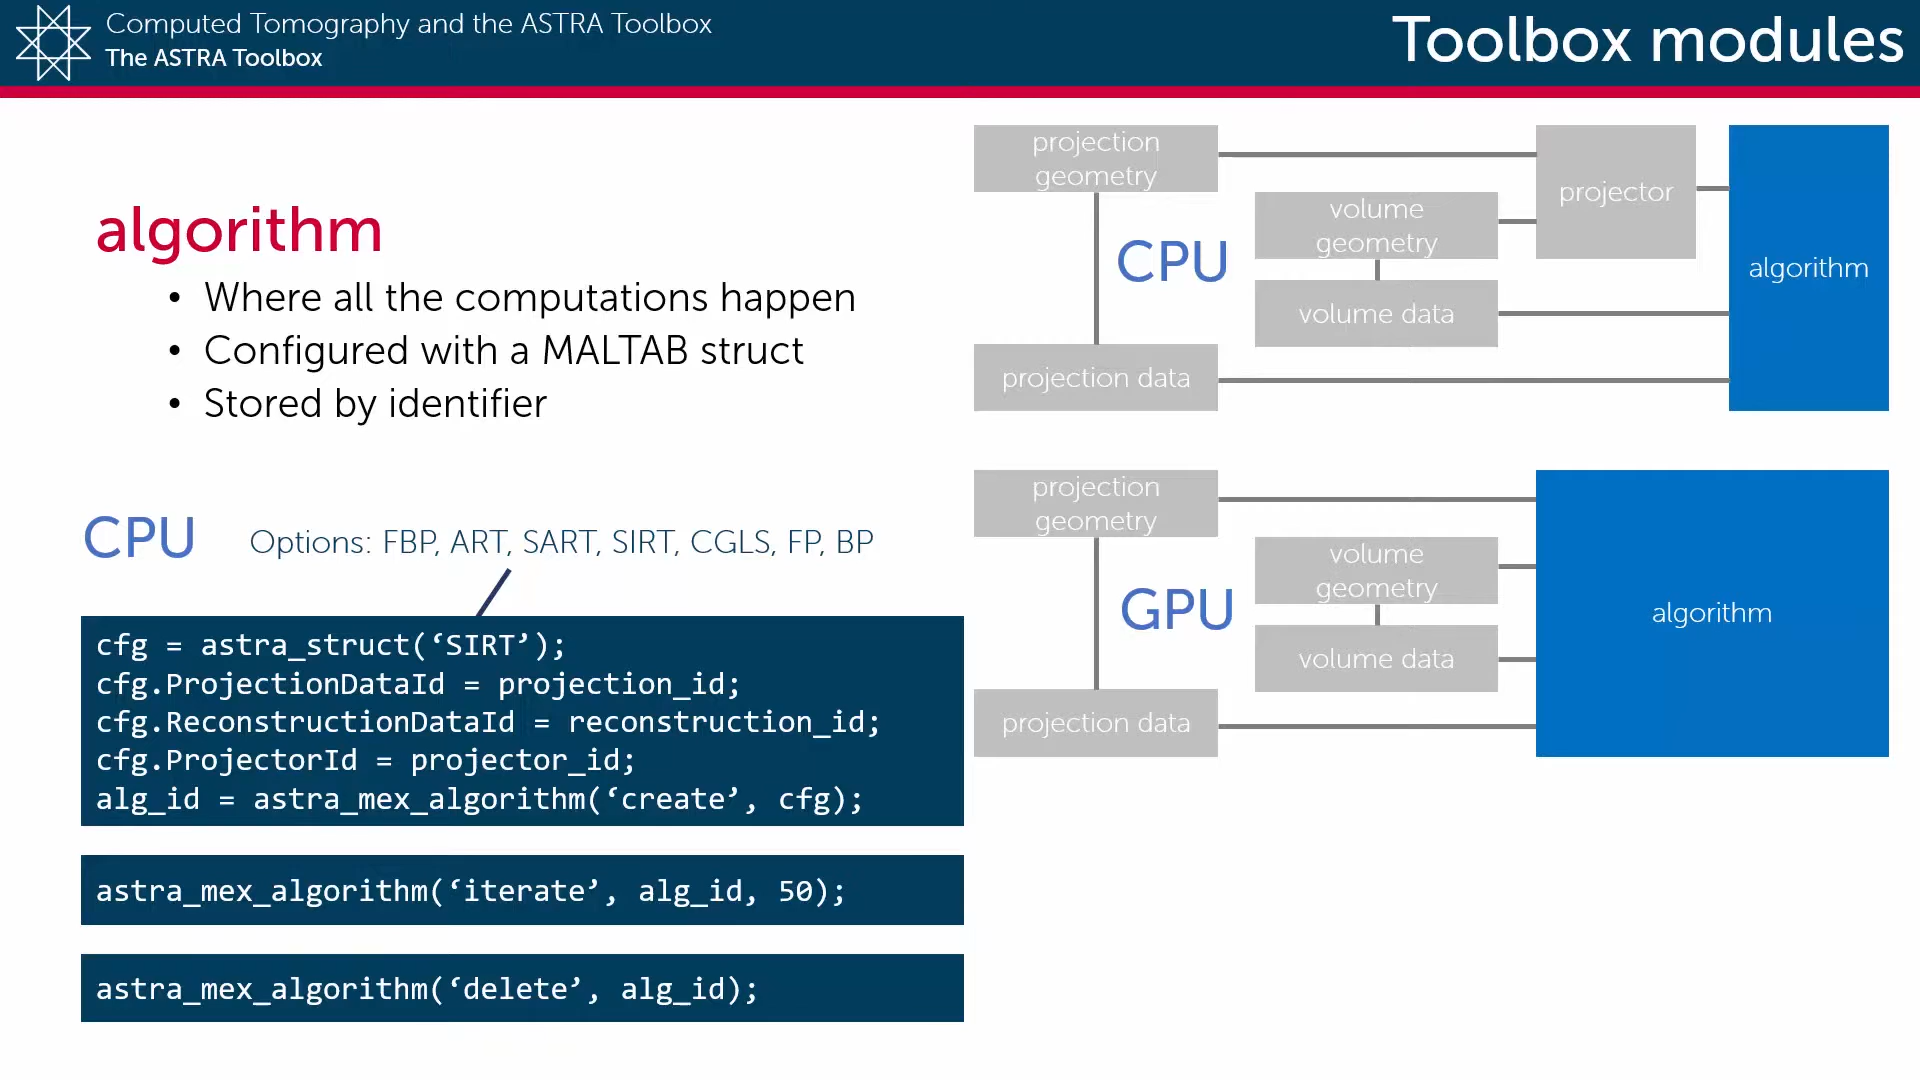 Computed Tomography and the ASTRA Toolbox
The ASTRA Toolbox
Toolbox modules
algorithm
• Where all the computations happen
• Configured with a MALTAB struct
• Stored by identifier
CPU
Options: FBP, ART, SART, SIRT, CGLS, FP, BP
cfg = astra_struct(‘SIRT’);
cfg.ProjectionDataId = projection_id;
cfg.ReconstructionDataId = reconstruction_id;
cfg.ProjectorId = projector_id;
alg_id = astra_mex_algorithm(‘create’, cfg);
astra_mex_algorithm(‘iterate’, alg_id, 50);
astra_mex_algorithm(‘delete’, alg_id);
projection
geometry
projector
volume
geometry
CPU
algorithm
volume data
projection data
projection
geometry
volume
geometry
GPU
algorithm
volume data
projection data